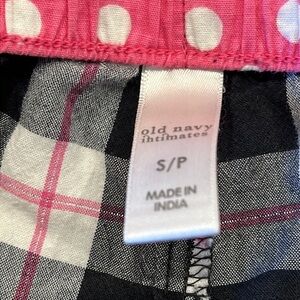 old navy
intimates
S/P
MADE IN
INDIA